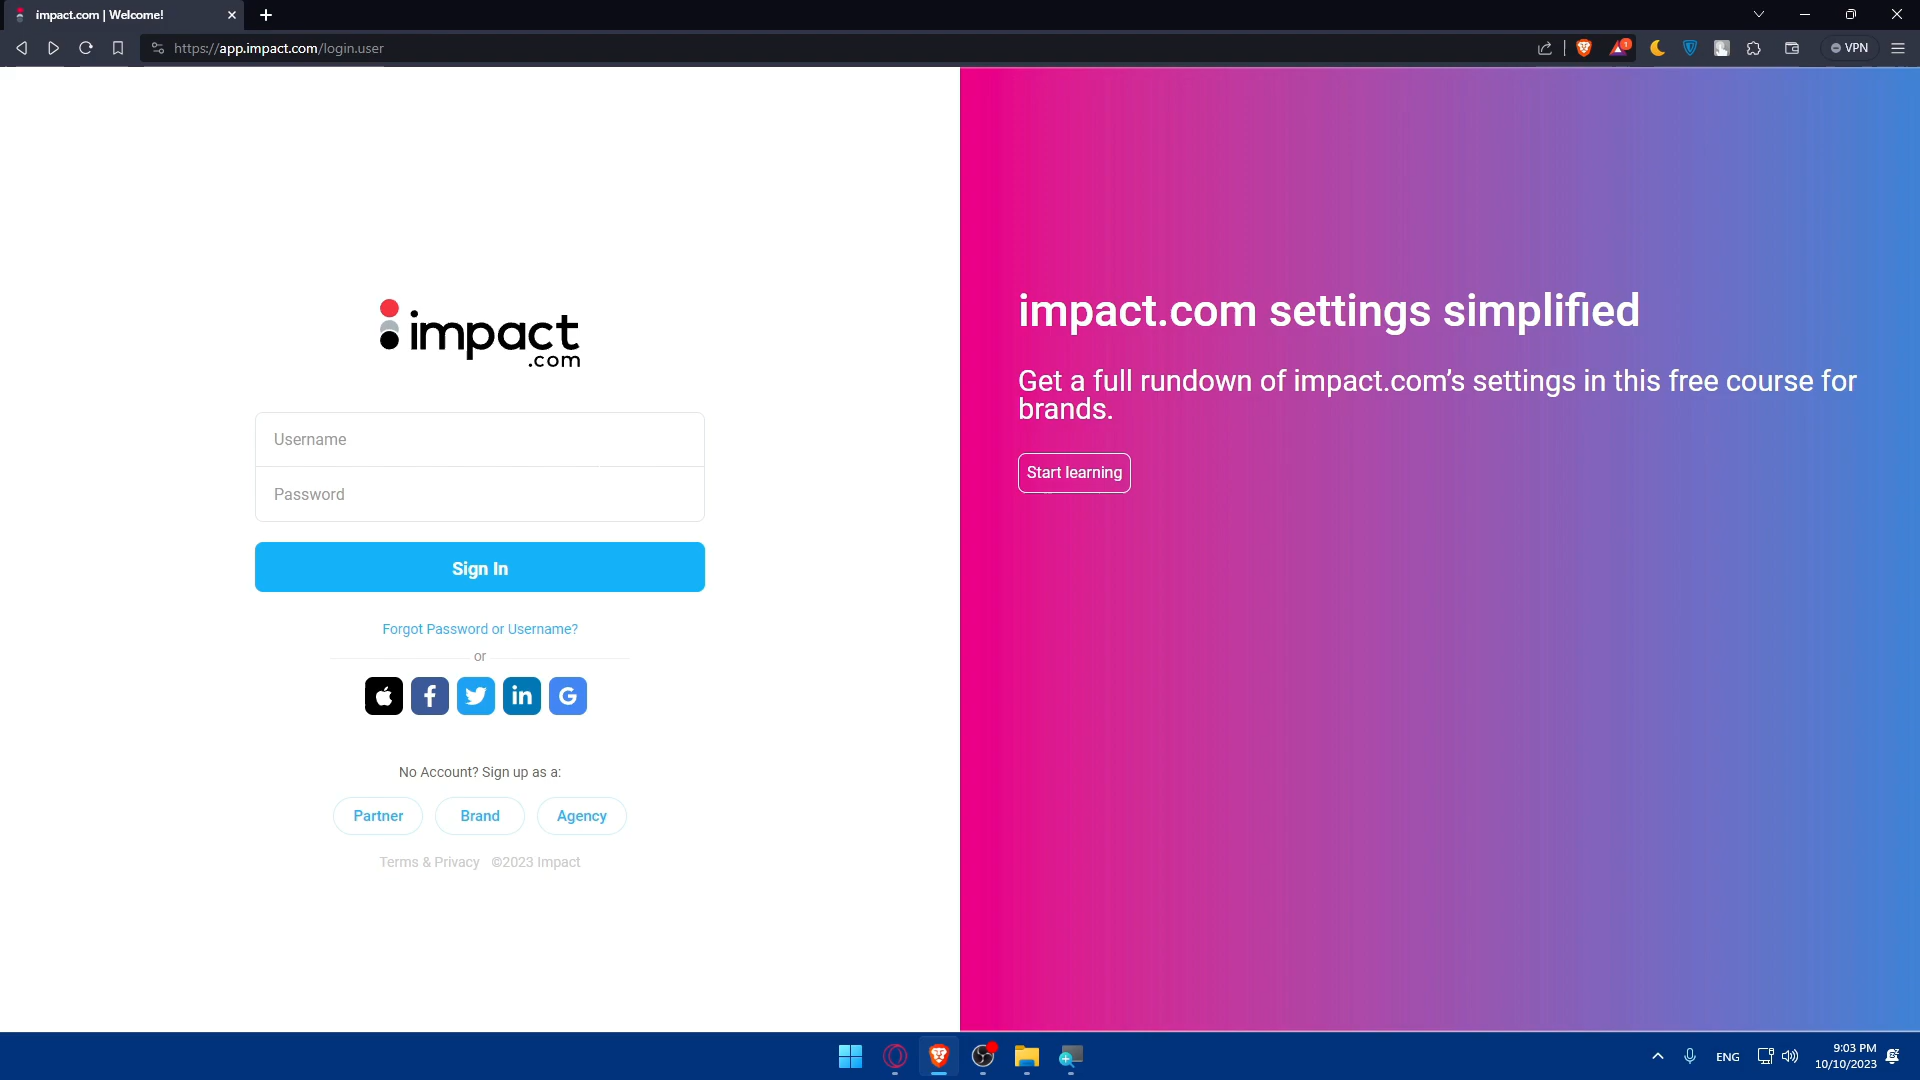 impact.com | Welcome!
https://app.impact.com/login.user
1
VPN
impact
.com
Username
Password
Sign In
Forgot Password or Username?
or
in
G
No Account? Sign up as a:
Partner Brand Agency
Terms & Privacy ©2023 Impact
impact.com settings simplified
Get a full rundown of impact.com’s settings in this free course for
brands.
Start learning
ENG
9:03 PM
10/10/2023